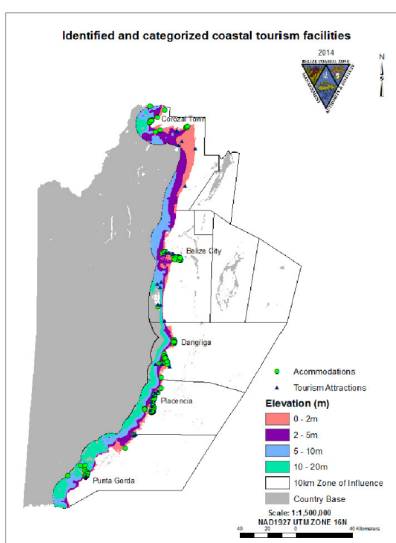 Identified and categorized coastal tourism facilities
2014
N
Corozal Town
Belize City
Dangriga
Placencia
Punta Gorda
Acommodations
Tourism Attractions
Elevation (m)
0 - 2m
2 - 5m
5 - 10m
10 - 20m
10km Zone of Influence
Country Base
Scale: 1:1,500,000
NAD1927 UTM ZONE 16N
40 20 0 40 Kilometers